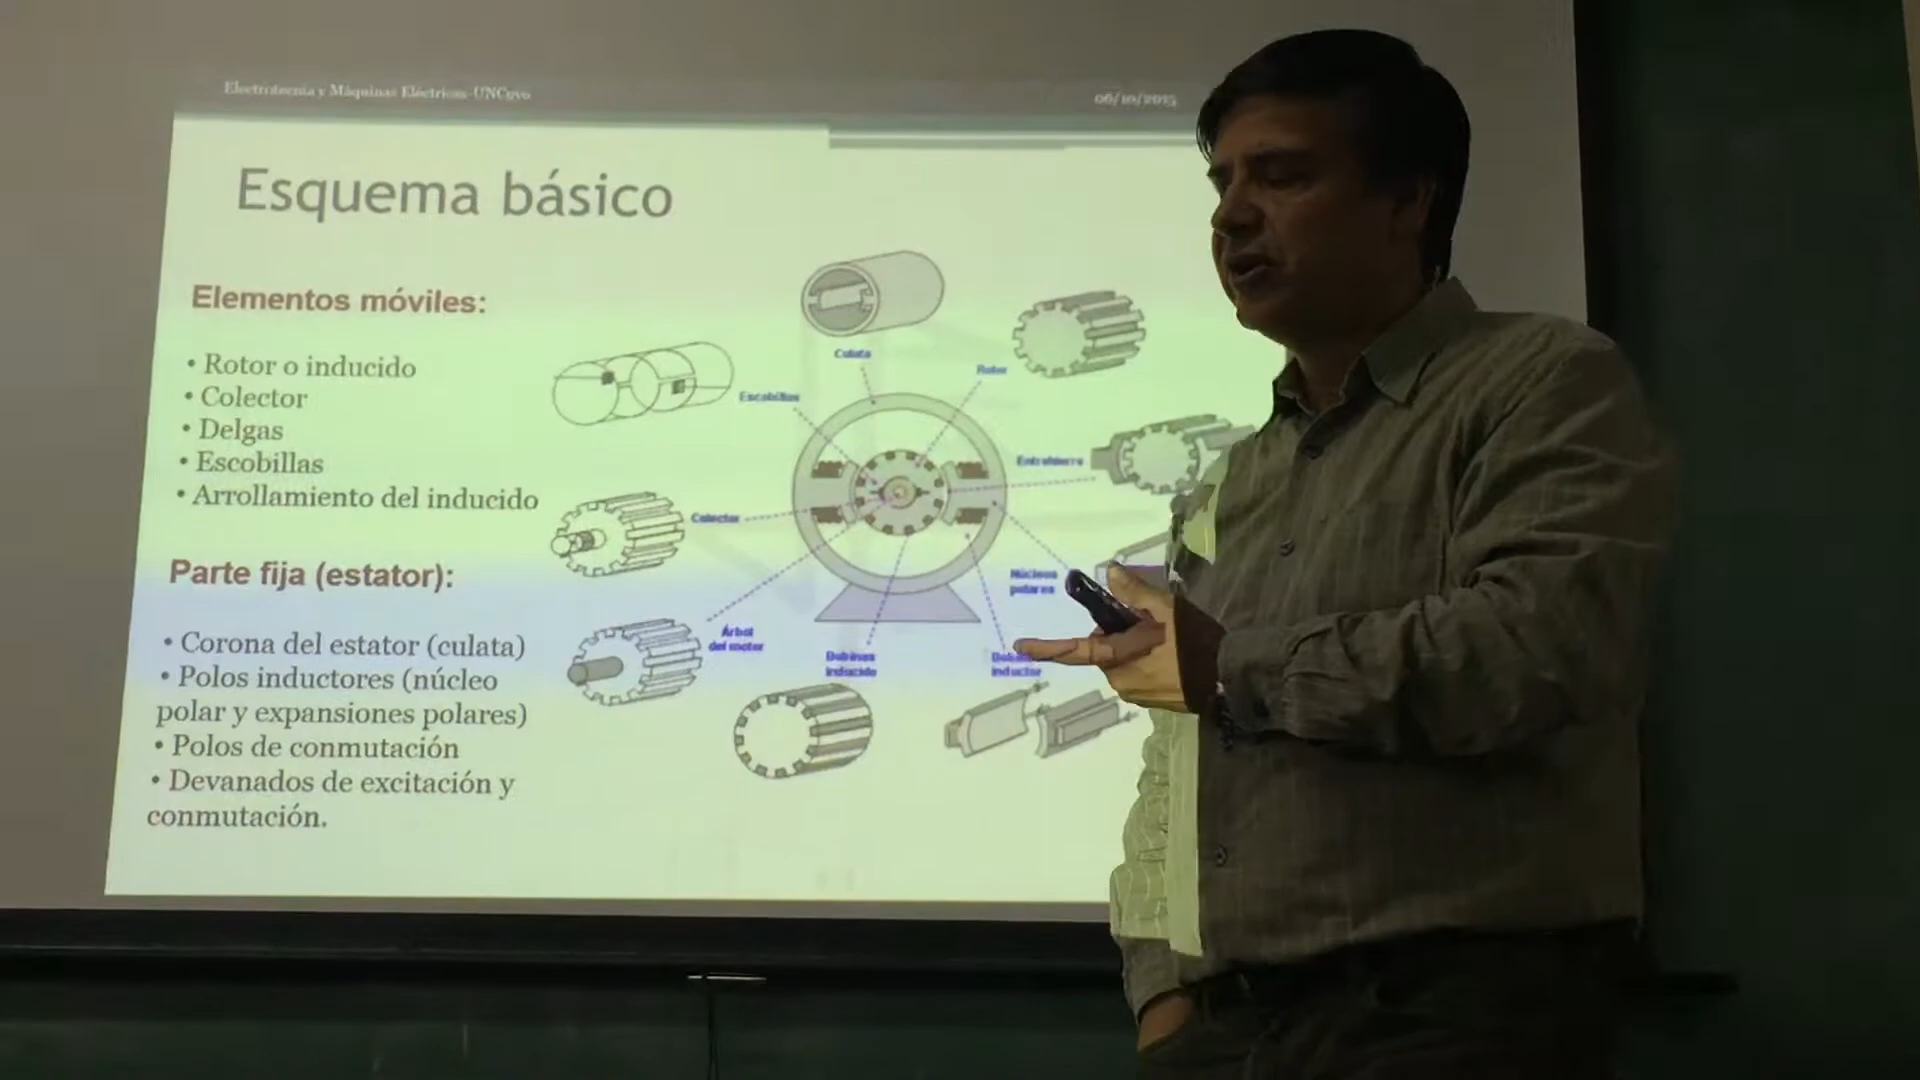 Electrotecnia y Máquinas Eléctricas-UNCuyo
06/10/2015
Esquema básico
Elementos móviles:
• Rotor o inducido
• Colector
• Delgas
• Escobillas
• Arrollamiento del inducido
Parte fija (estator):
• Corona del estator (culata)
• Polos inductores (núcleo
polar y expansiones polares)
• Polos de conmutación
• Devanados de excitación y
conmutación.
Culata
Rotor
Escobillas
Entrehierro
Colector
Núcleos
polares
Árbol
del motor
Bobinas
inducido
inductor